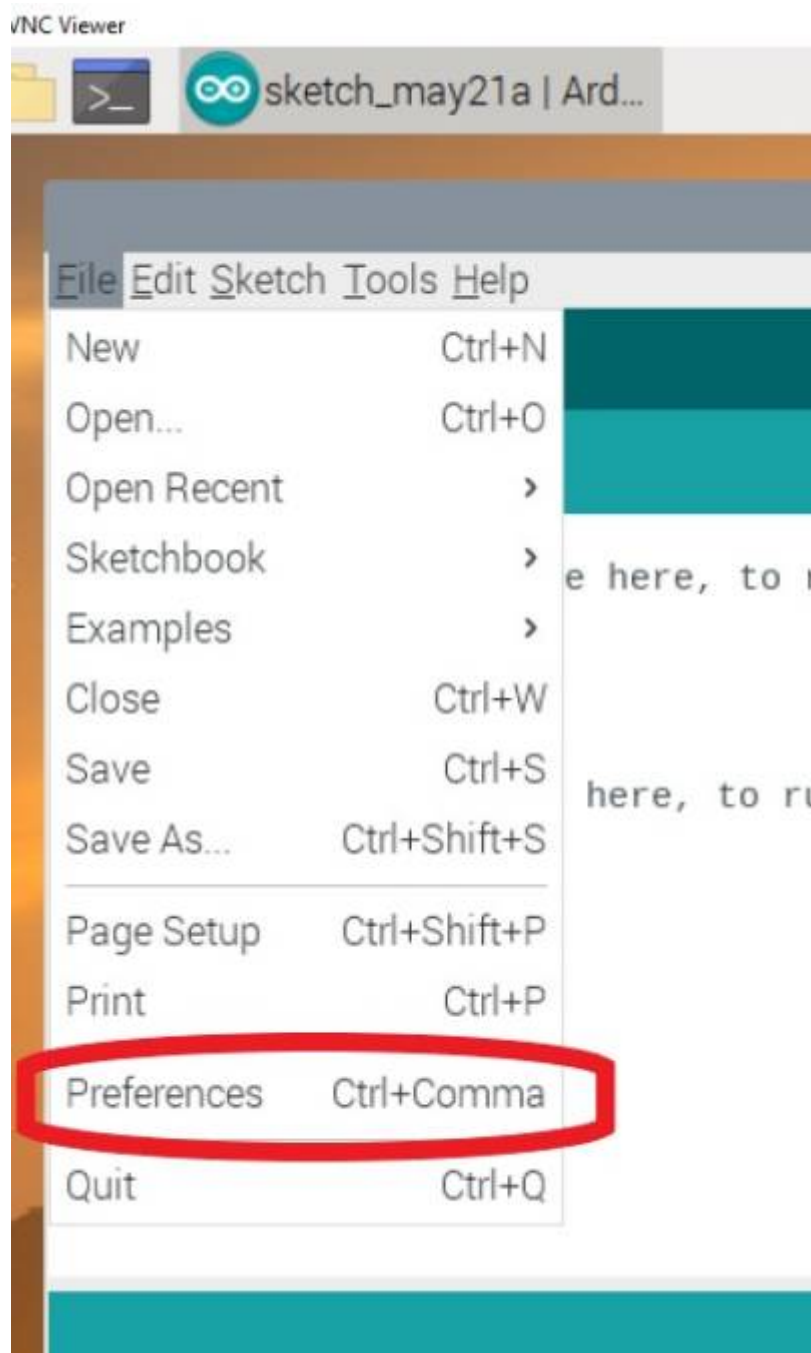 VNC Viewer
>_ sketch_may21a | Ard...
File Edit Sketch Tools Help
New Ctrl+N
Open... Ctrl+O
Open Recent >
Sketchbook >
e here, to r
Examples >
Close Ctrl+W
Save Ctrl+S
here, to ru
Save As... Ctrl+Shift+S
Page Setup Ctrl+Shift+P
Print Ctrl+P
Preferences Ctrl+Comma
Quit Ctrl+Q